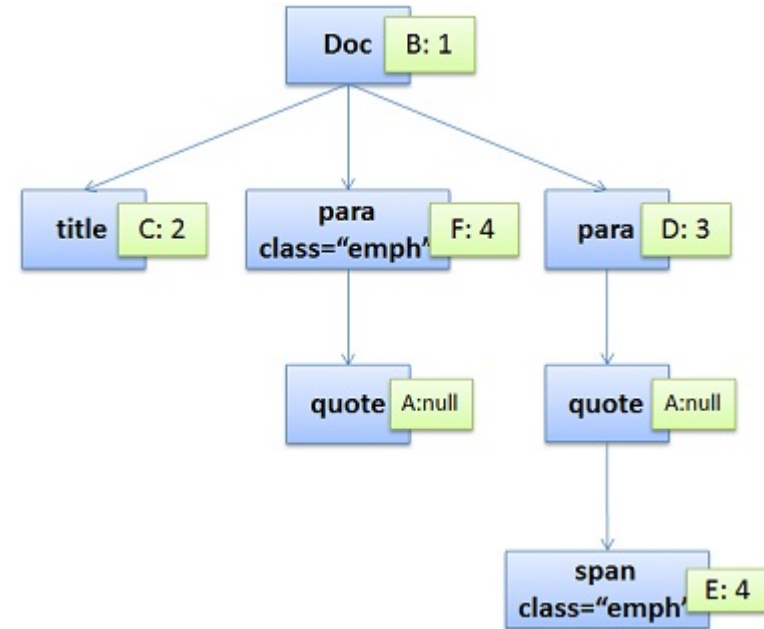 Doc B: 1
title C: 2
para
class=“emph” F: 4
para D: 3
quote A:null
quote A:null
span
class=“emph” E: 4